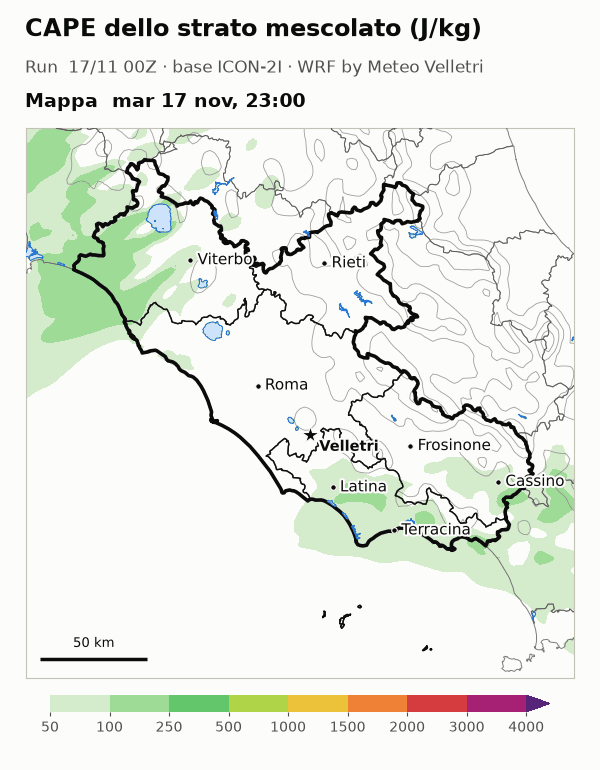 CAPE dello strato mescolato (J/kg)
Run  17/11 00Z · base ICON-2I · WRF by Meteo Velletri
Mappa  mar 17 nov, 23:00
Viterbo
Rieti
Roma
Velletri
Frosinone
Latina
Cassino
Terracina
50 km
50 100 250 500 1000 1500 2000 3000 4000